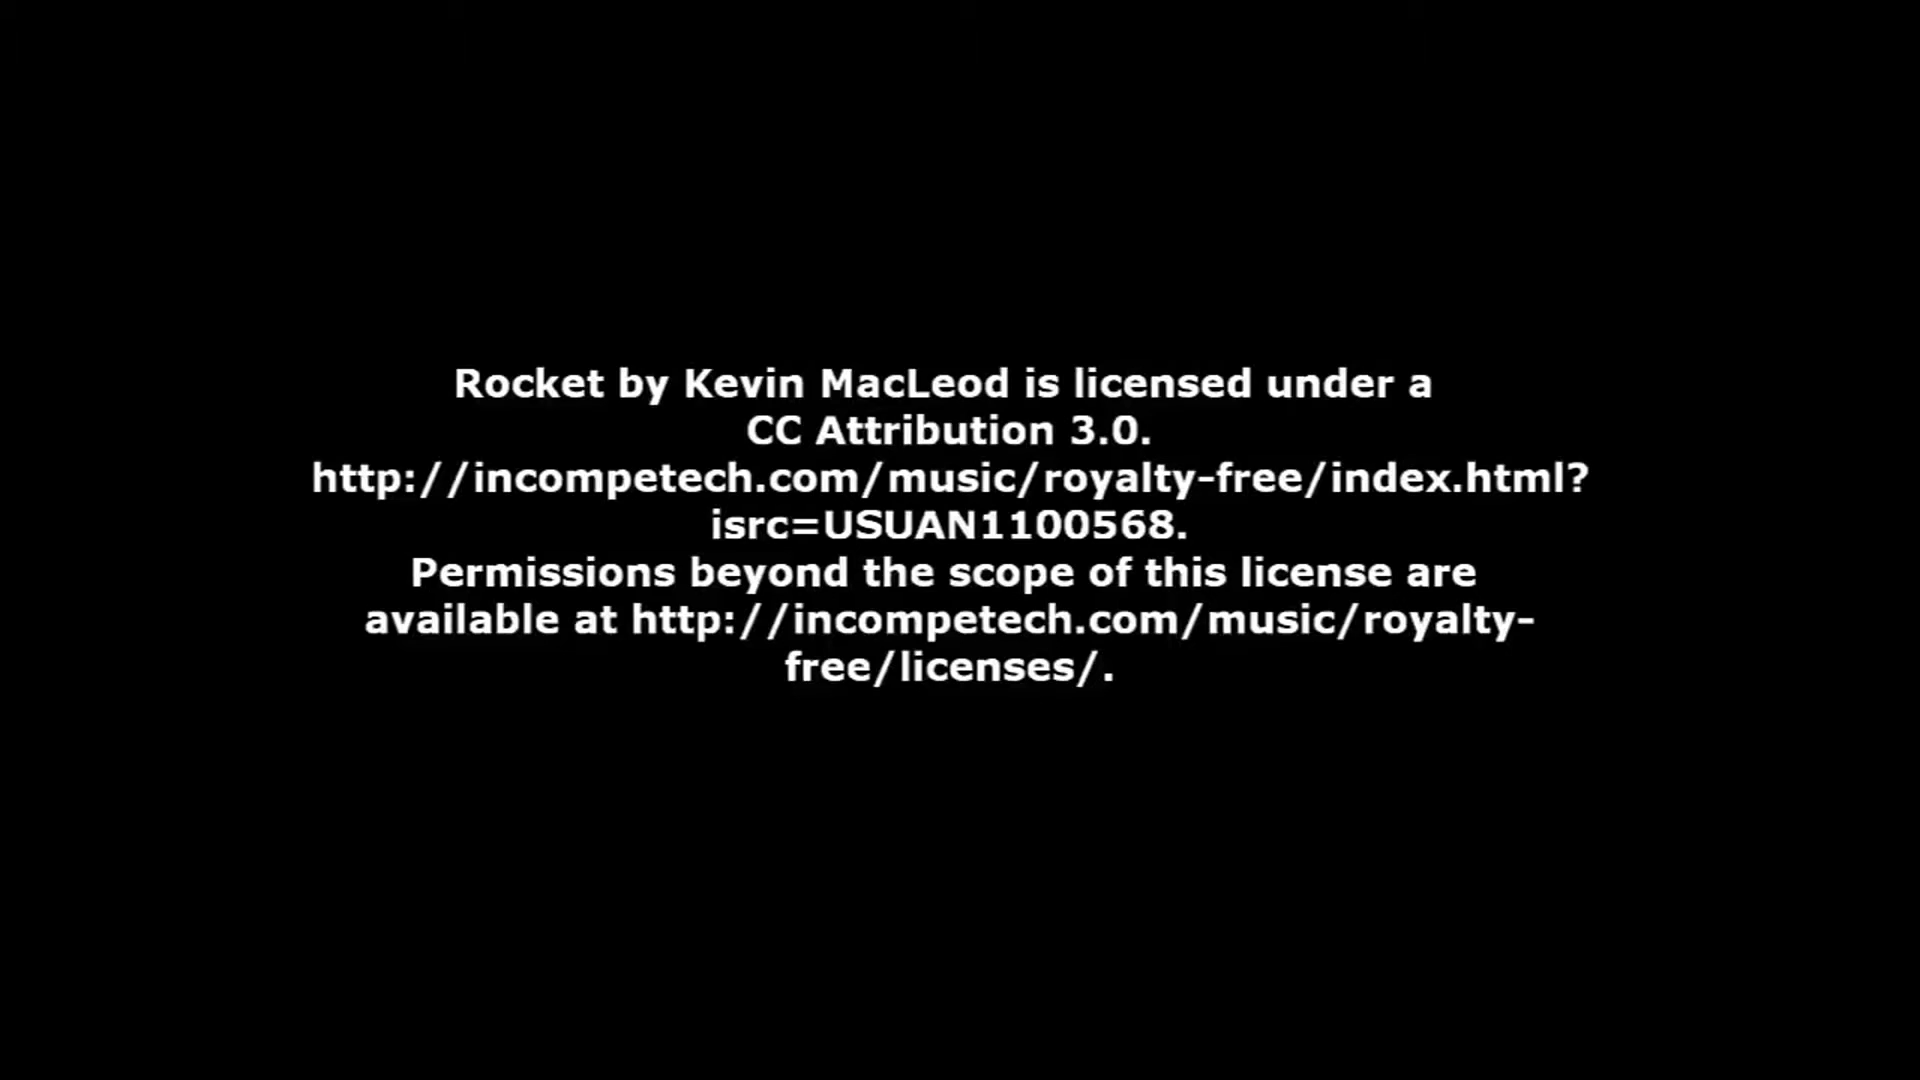 Rocket by Kevin MacLeod is licensed under a
CC Attribution 3.0.
http://incompetech.com/music/royalty-free/index.html?
isrc=USUAN1100568.
Permissions beyond the scope of this license are
available at http://incompetech.com/music/royalty-
free/licenses/.